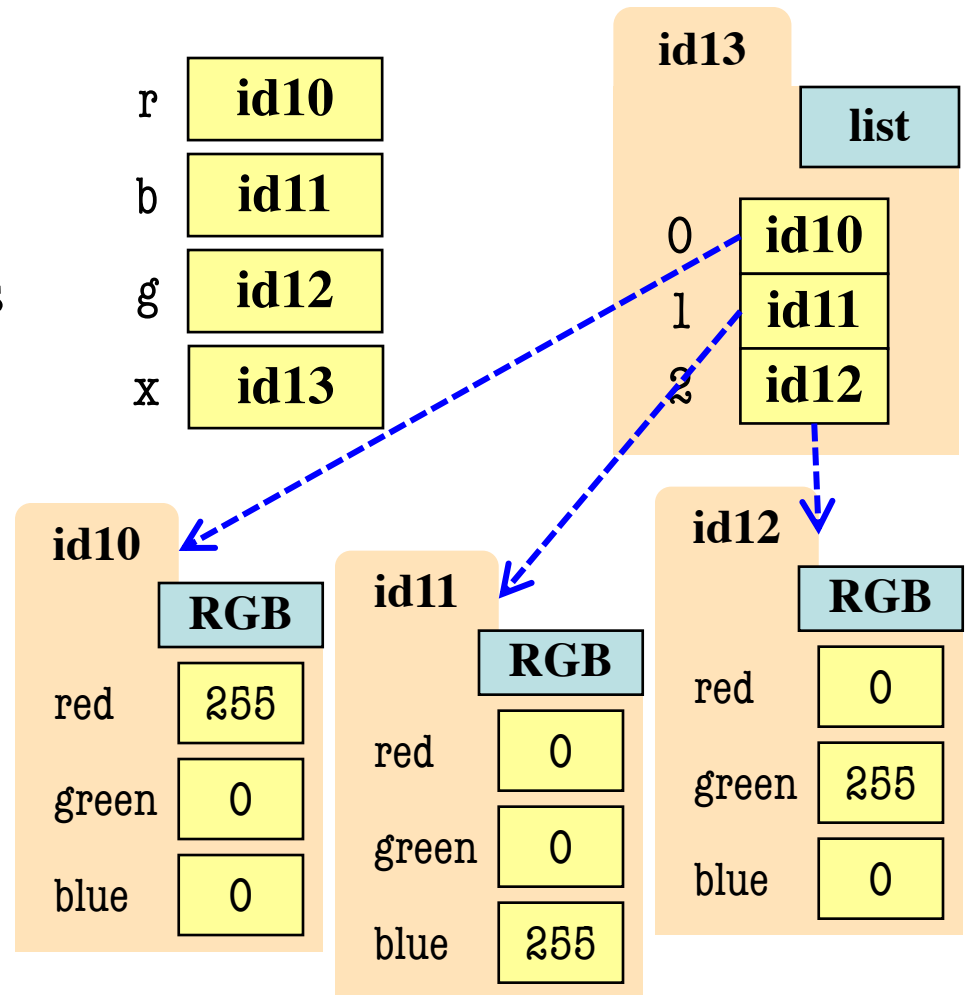 r id10
b id11
s g id12
x id13
id13
list
0 id10
1 id11
2 id12
id10
RGB
red 255
green 0
blue 0
id11
RGB
red 0
green 0
blue 255
id12
RGB
red 0
green 255
blue 0